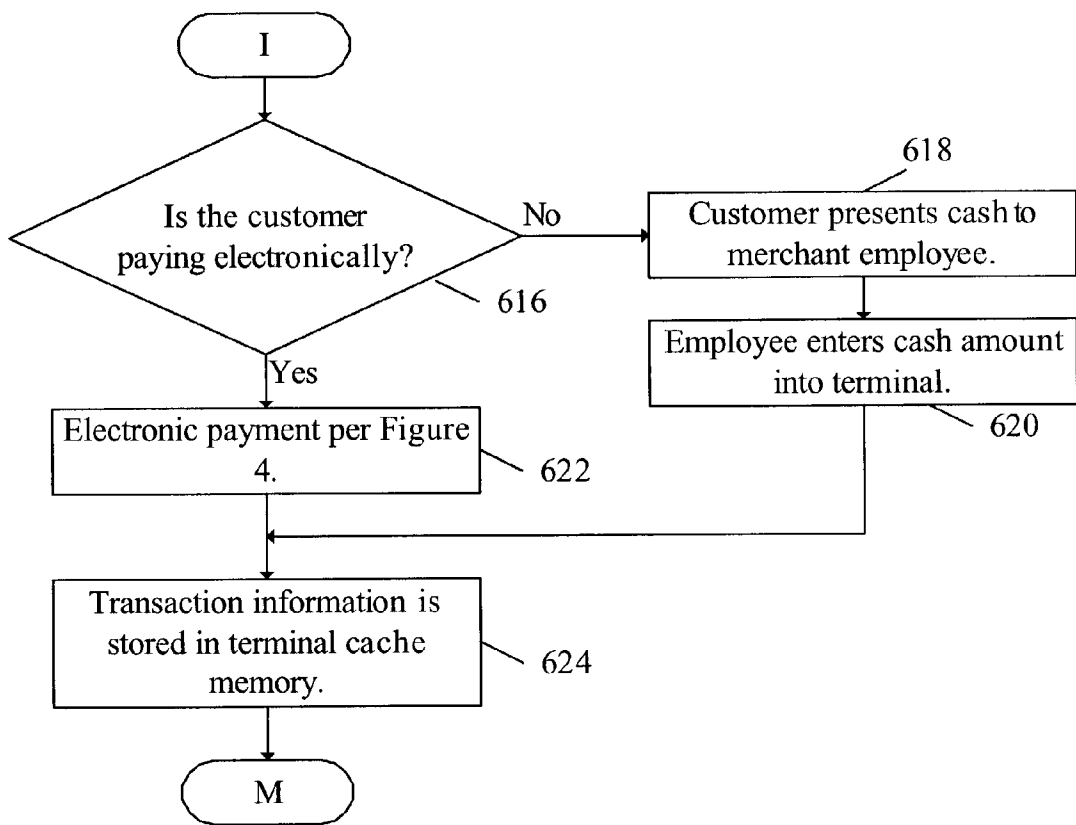 I
Is the customer
paying electronically?
616
No
618
Customer presents cash to
merchant employee.
Employee enters cash amount
into terminal.
620
Yes
Electronic payment per Figure
4.
622
Transaction information is
stored in terminal cache
memory.
624
M